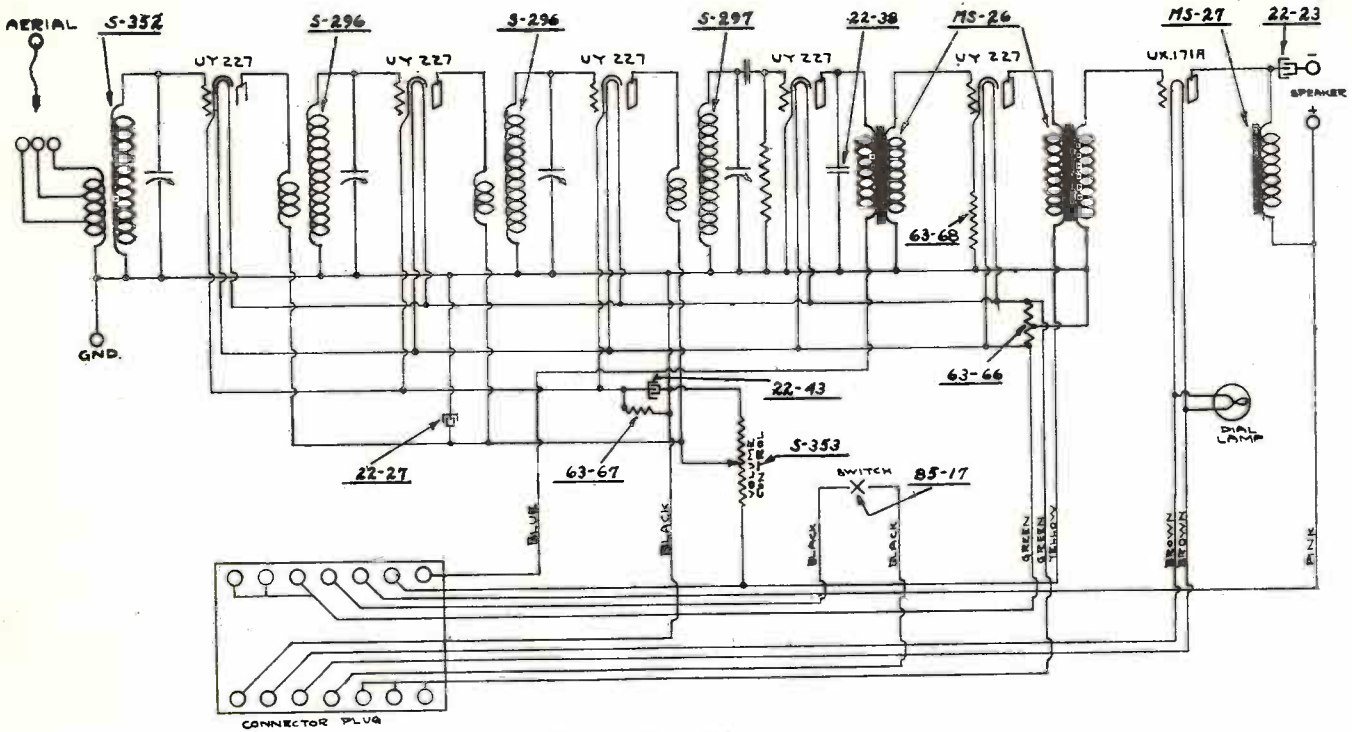 AERIAL
S-352
S-296
S-296
S-297
22-38
MS-26
MS-27
22-23
UY 227
UY 227
UY 227
UY 227
UY 227
UX.171A
-
SPEAKER
+
63-68
GND.
63-66
22-43
DIAL
LAMP
22-27
63-67
VOLUME
CONTROL
S-353
SWITCH
85-17
BLUE
BLACK
BLACK
BLACK
GREEN
GREEN
YELLOW
BROWN
BROWN
PINK
CONNECTOR PLUG